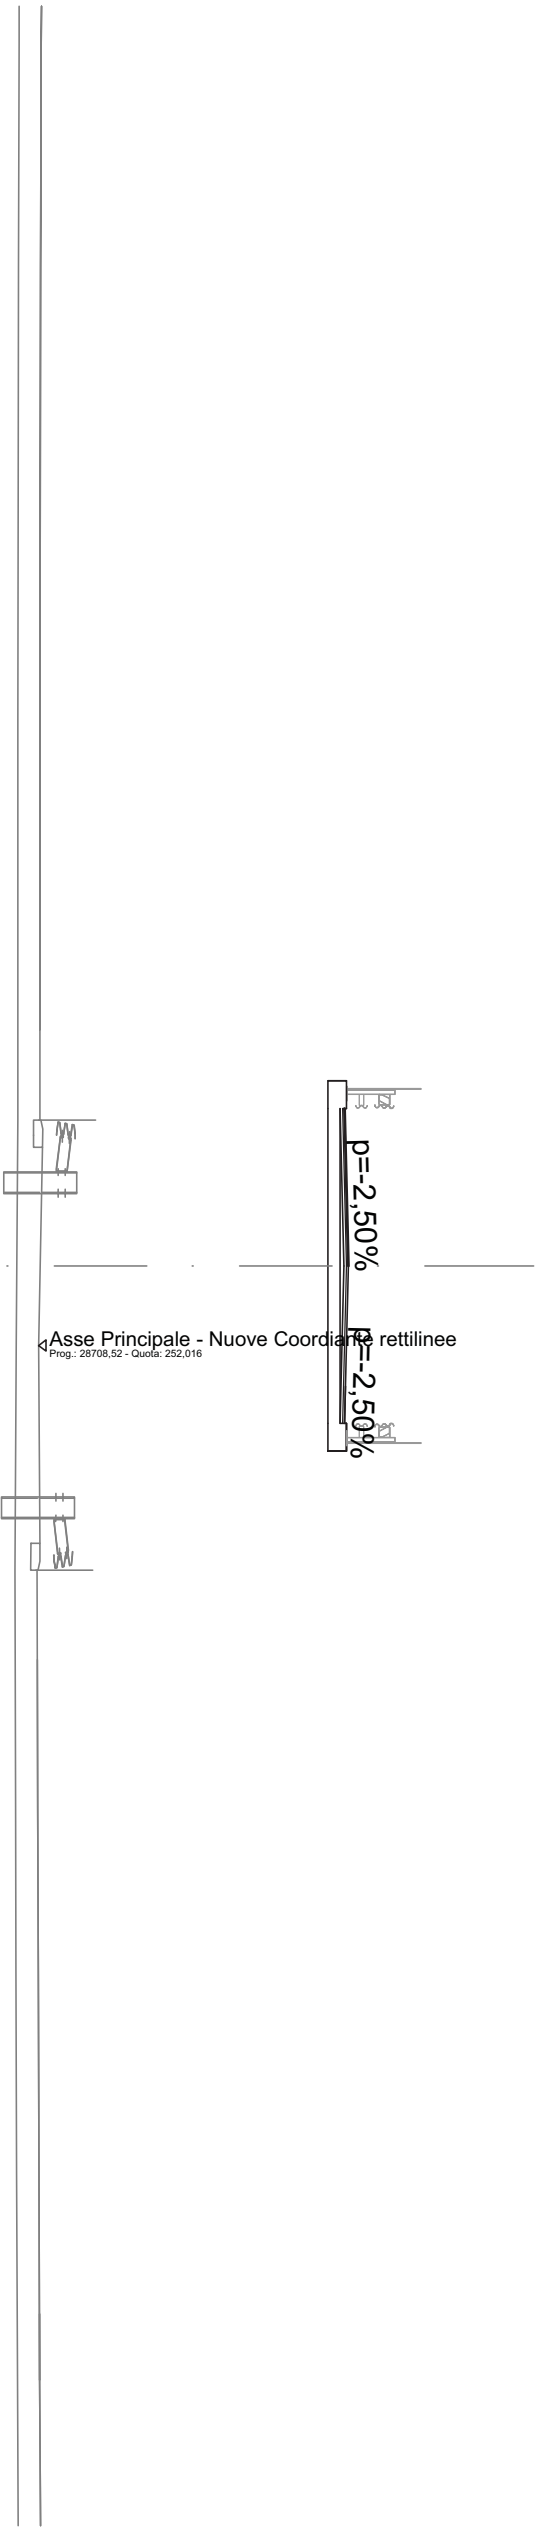 p=-2,50%
Asse Principale - Nuove Coordiante rettilinee
Prog.: 28708,52 - Quota: 252,016
p=-2,50%